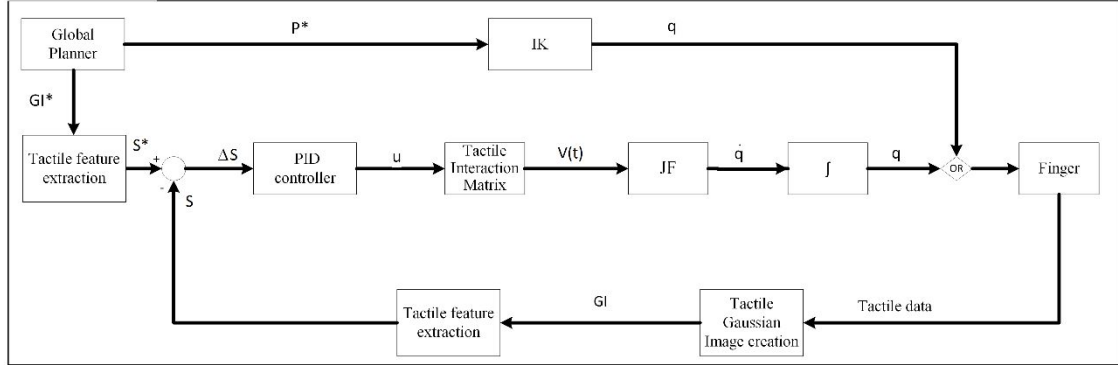 P*
q
Global
Planner
IK
GI*
S*
ΔS
u
V(t)
q̇
q
Tactile feature
extraction
+
-
S
PID
controller
Tactile
Interaction
Matrix
JF
∫
OR
Finger
GI
Tactile data
Tactile feature
extraction
Tactile
Gaussian
Image creation